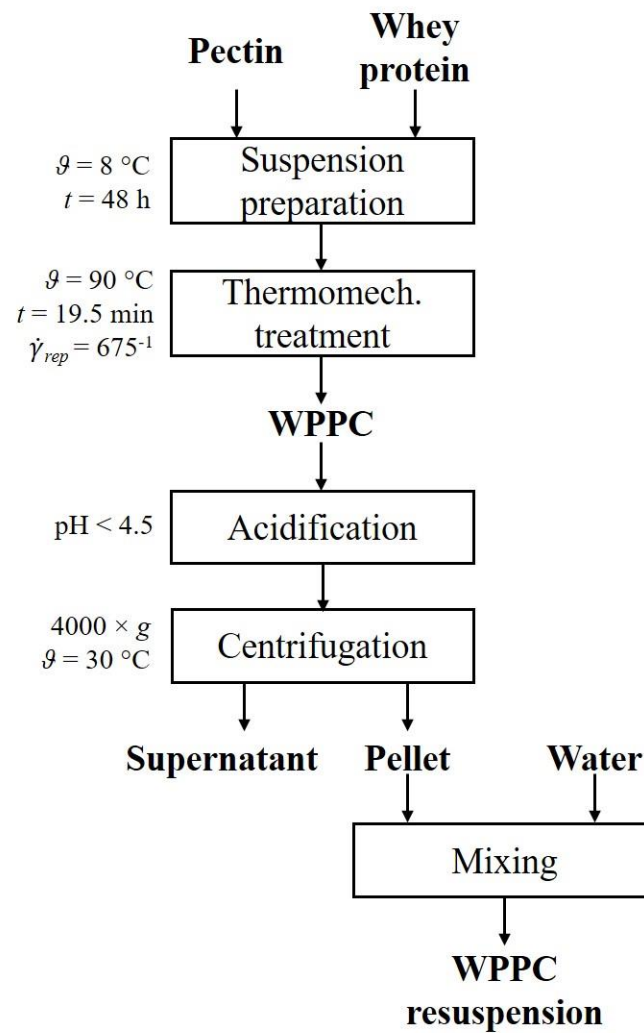 Pectin
Whey
protein
ϑ = 8 °C
t = 48 h
Suspension
preparation
ϑ = 90 °C
t = 19.5 min
γ̇rep = 675⁻¹
Thermomech.
treatment
WPPC
pH < 4.5
Acidification
4000 × g
ϑ = 30 °C
Centrifugation
Supernatant
Pellet
Water
Mixing
WPPC
resuspension